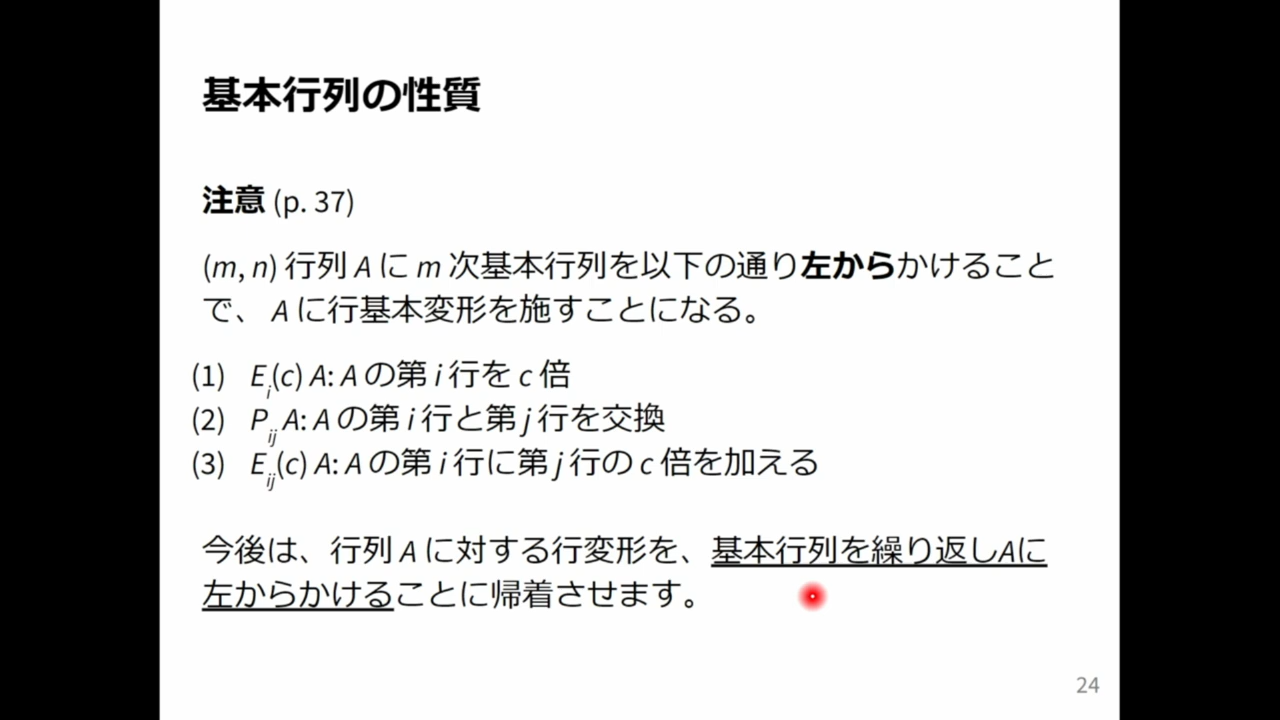 基本行列の性質
注意 (p. 37)
(m, n) 行列 A に m 次基本行列を以下の通り左からかけること
で、 A に行基本変形を施すことになる。
(1) Ei(c) A: A の第 i 行を c 倍
(2) Pij A: A の第 i 行と第 j 行を交換
(3) Eij(c) A: A の第 i 行に第 j 行の c 倍を加える
今後は、行列 A に対する行変形を、基本行列を繰り返しAに
左からかけることに帰着させます。
24